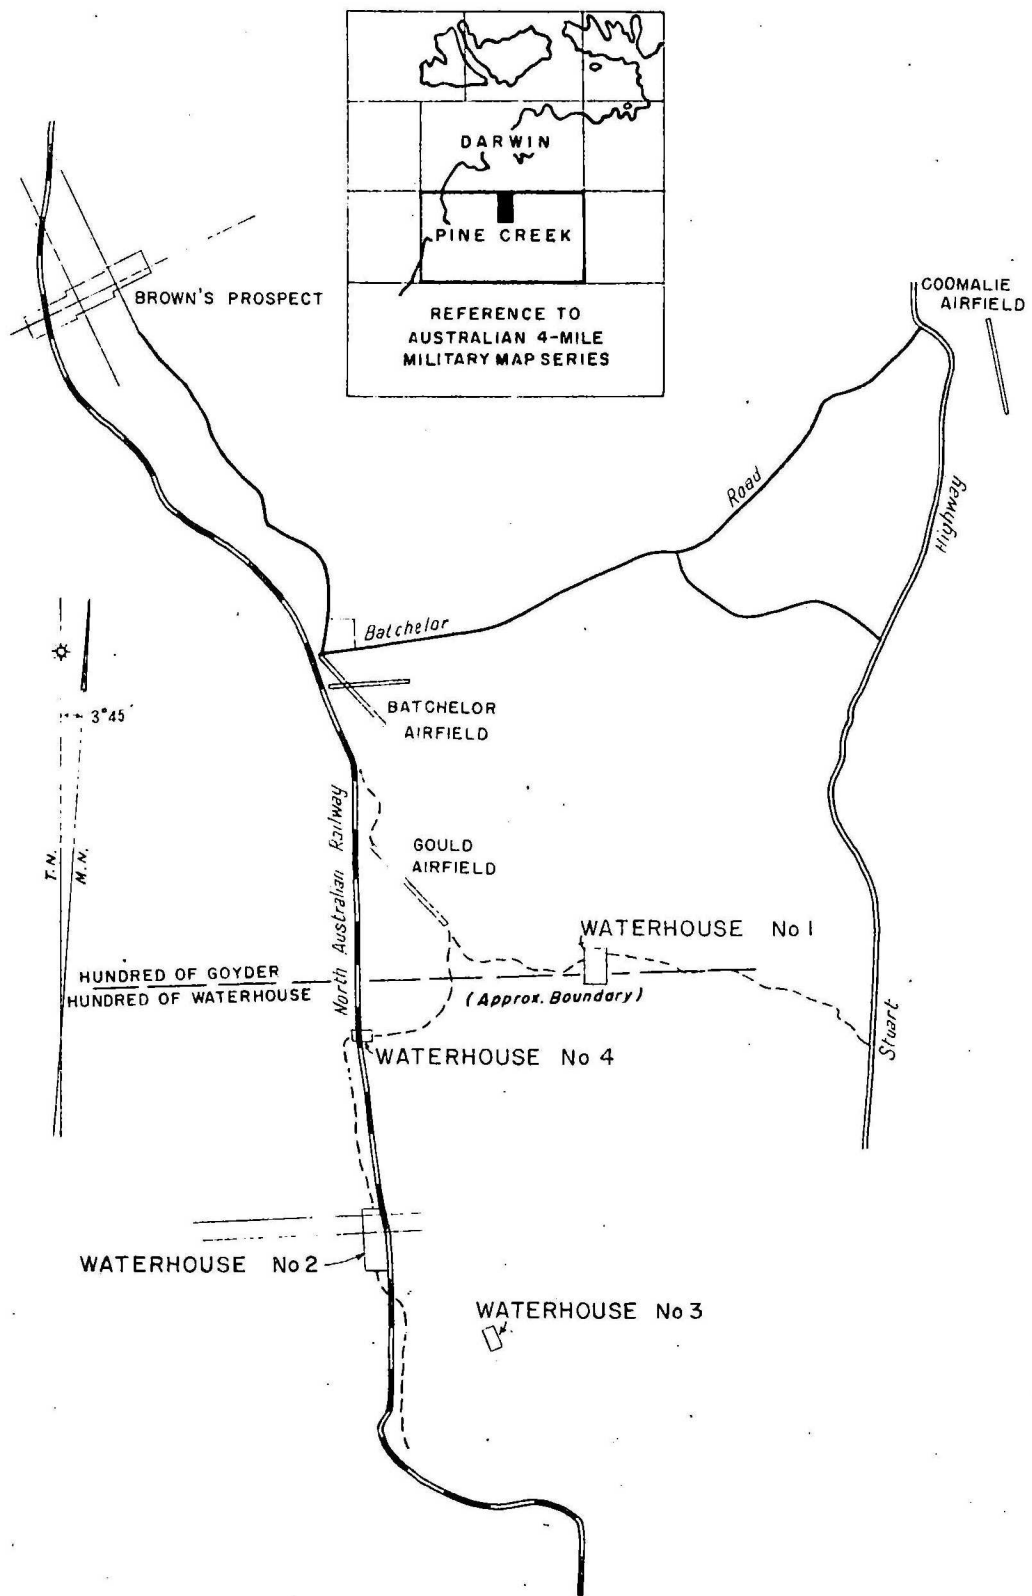 DARWIN
PINE CREEK
REFERENCE TO
AUSTRALIAN 4-MILE
MILITARY MAP SERIES
BROWN'S PROSPECT
COOMALIE
AIRFIELD
Road
Highway
Batchelor
BATCHELOR
AIRFIELD
3°45'
T.N.
M.N.
North Australian Railway
GOULD
AIRFIELD
WATERHOUSE No 1
HUNDRED OF GOYDER
HUNDRED OF WATERHOUSE
(Approx. Boundary)
Stuart
WATERHOUSE No 4
WATERHOUSE No 2
WATERHOUSE No 3